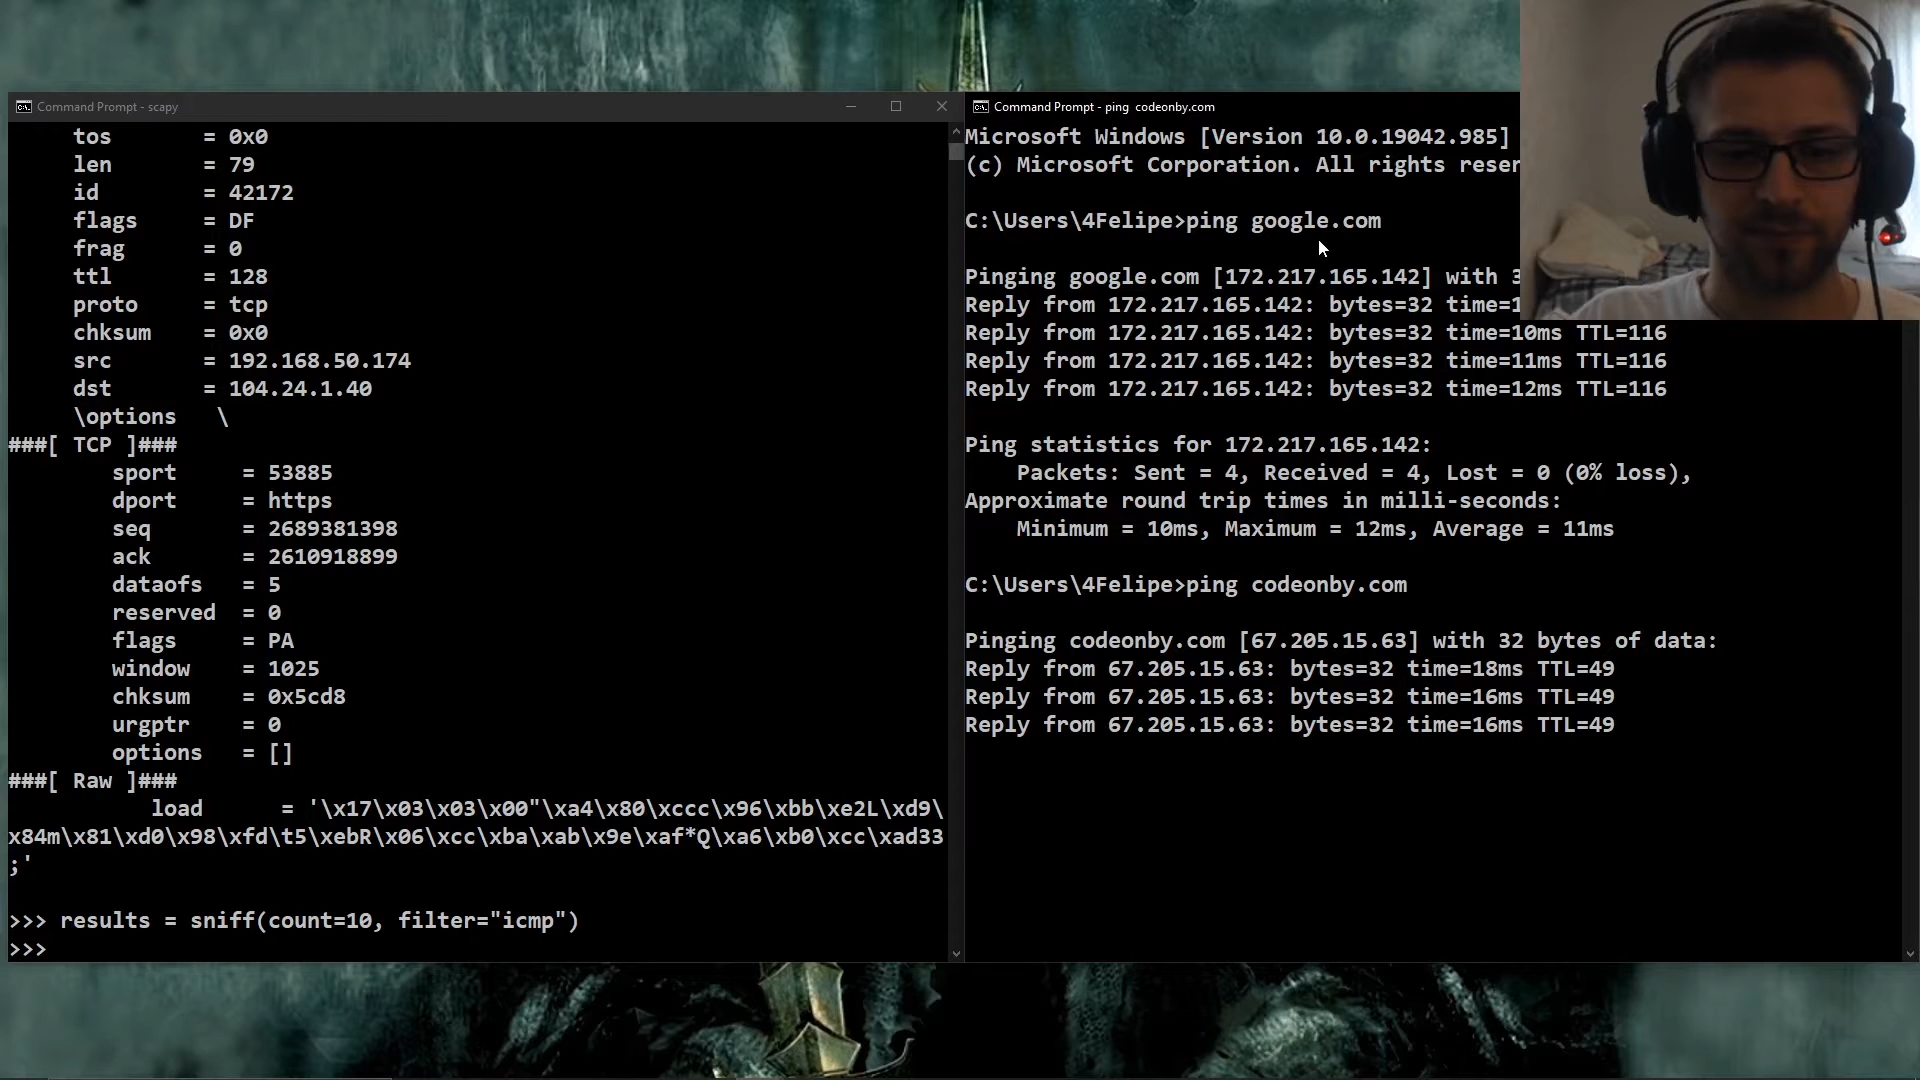 Command Prompt - scapy
tos = 0x0
len = 79
id = 42172
flags = DF
frag = 0
ttl = 128
proto = tcp
chksum = 0x0
src = 192.168.50.174
dst = 104.24.1.40
\options \
###[ TCP ]###
sport = 53885
dport = https
seq = 2689381398
ack = 2610918899
dataofs = 5
reserved = 0
flags = PA
window = 1025
chksum = 0x5cd8
urgptr = 0
options = []
###[ Raw ]###
load = '\x17\x03\x03\x00"\xa4\x80\xccc\x96\xbb\xe2L\xd9\
x84m\x81\xd0\x98\xfd\t5\xebR\x06\xcc\xba\xab\x9e\xaf*Q\xa6\xb0\xcc\xad33
;'
>>> results = sniff(count=10, filter="icmp")
>>>
Command Prompt - ping codeonby.com
Microsoft Windows [Version 10.0.19042.985]
(c) Microsoft Corporation. All rights reser
C:\Users\4Felipe>ping google.com
Pinging google.com [172.217.165.142] with 3
Reply from 172.217.165.142: bytes=32 time=1
Reply from 172.217.165.142: bytes=32 time=10ms TTL=116
Reply from 172.217.165.142: bytes=32 time=11ms TTL=116
Reply from 172.217.165.142: bytes=32 time=12ms TTL=116
Ping statistics for 172.217.165.142:
Packets: Sent = 4, Received = 4, Lost = 0 (0% loss),
Approximate round trip times in milli-seconds:
Minimum = 10ms, Maximum = 12ms, Average = 11ms
C:\Users\4Felipe>ping codeonby.com
Pinging codeonby.com [67.205.15.63] with 32 bytes of data:
Reply from 67.205.15.63: bytes=32 time=18ms TTL=49
Reply from 67.205.15.63: bytes=32 time=16ms TTL=49
Reply from 67.205.15.63: bytes=32 time=16ms TTL=49